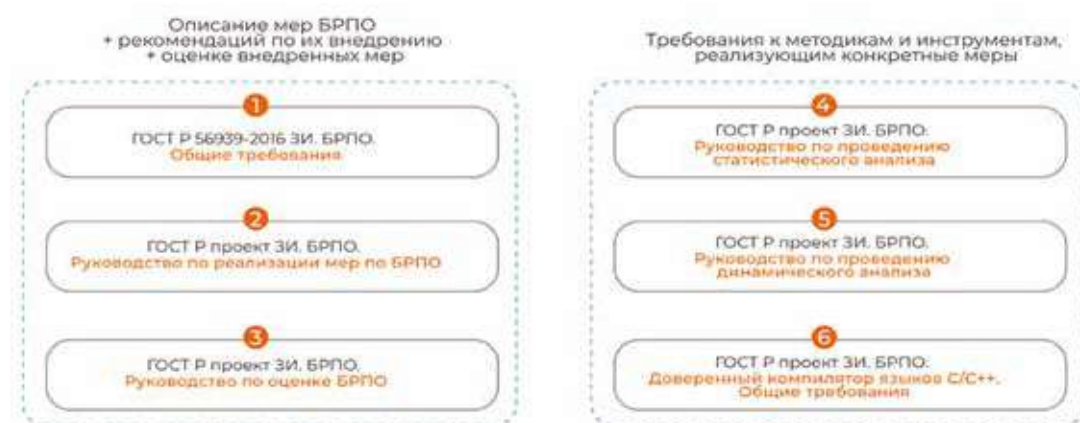 Описание мер БРПО
+ рекомендаций по их внедрению
+ оценке внедренных мер
1
ГОСТ Р 56939-2016 ЗИ. БРПО.
Общие требования
2
ГОСТ Р проект ЗИ. БРПО.
Руководство по реализации мер по БРПО
3
ГОСТ Р проект ЗИ. БРПО.
Руководство по оценке БРПО
Требования к методикам и инструментам,
реализующим конкретные меры
4
ГОСТ Р проект ЗИ. БРПО.
Руководство по проведению
статистического анализа
5
ГОСТ Р проект ЗИ. БРПО.
Руководство по проведению
динамического анализа
6
ГОСТ Р проект ЗИ. БРПО.
Доверенный компилятор языков С/С++.
Общие требования